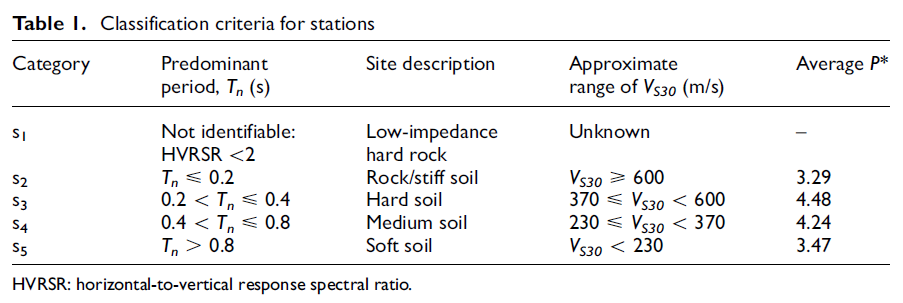 Table 1. Classification criteria for stations
Category Predominant Site description Approximate Average P*
period, Tn (s) range of VS30 (m/s)
s1 Not identifiable: Low-impedance Unknown –
HVRSR <2 hard rock
s2 Tn ⩽ 0.2 Rock/stiff soil VS30 ⩾ 600 3.29
s3 0.2 < Tn ⩽ 0.4 Hard soil 370 ⩽ VS30 < 600 4.48
s4 0.4 < Tn ⩽ 0.8 Medium soil 230 ⩽ VS30 < 370 4.24
s5 Tn > 0.8 Soft soil VS30 < 230 3.47
HVRSR: horizontal-to-vertical response spectral ratio.